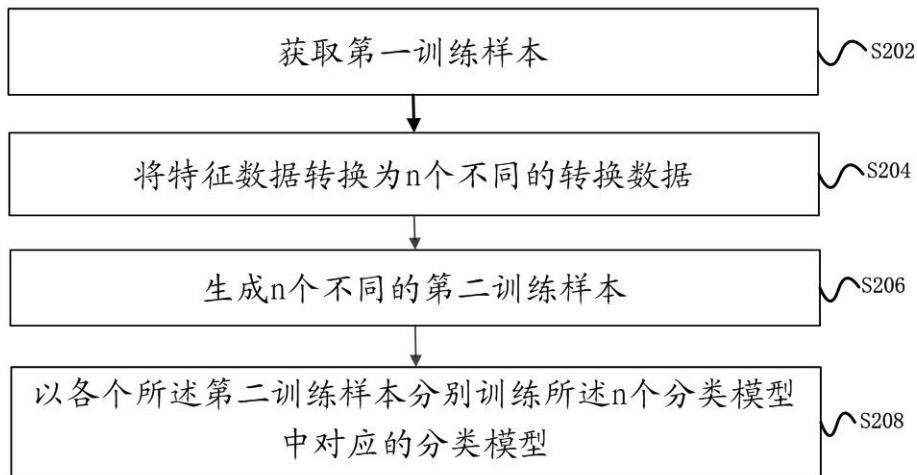 获取第一训练样本
S202
将特征数据转换为n个不同的转换数据
S204
生成n个不同的第二训练样本
S206
以各个所述第二训练样本分别训练所述n个分类模型
中对应的分类模型
S208